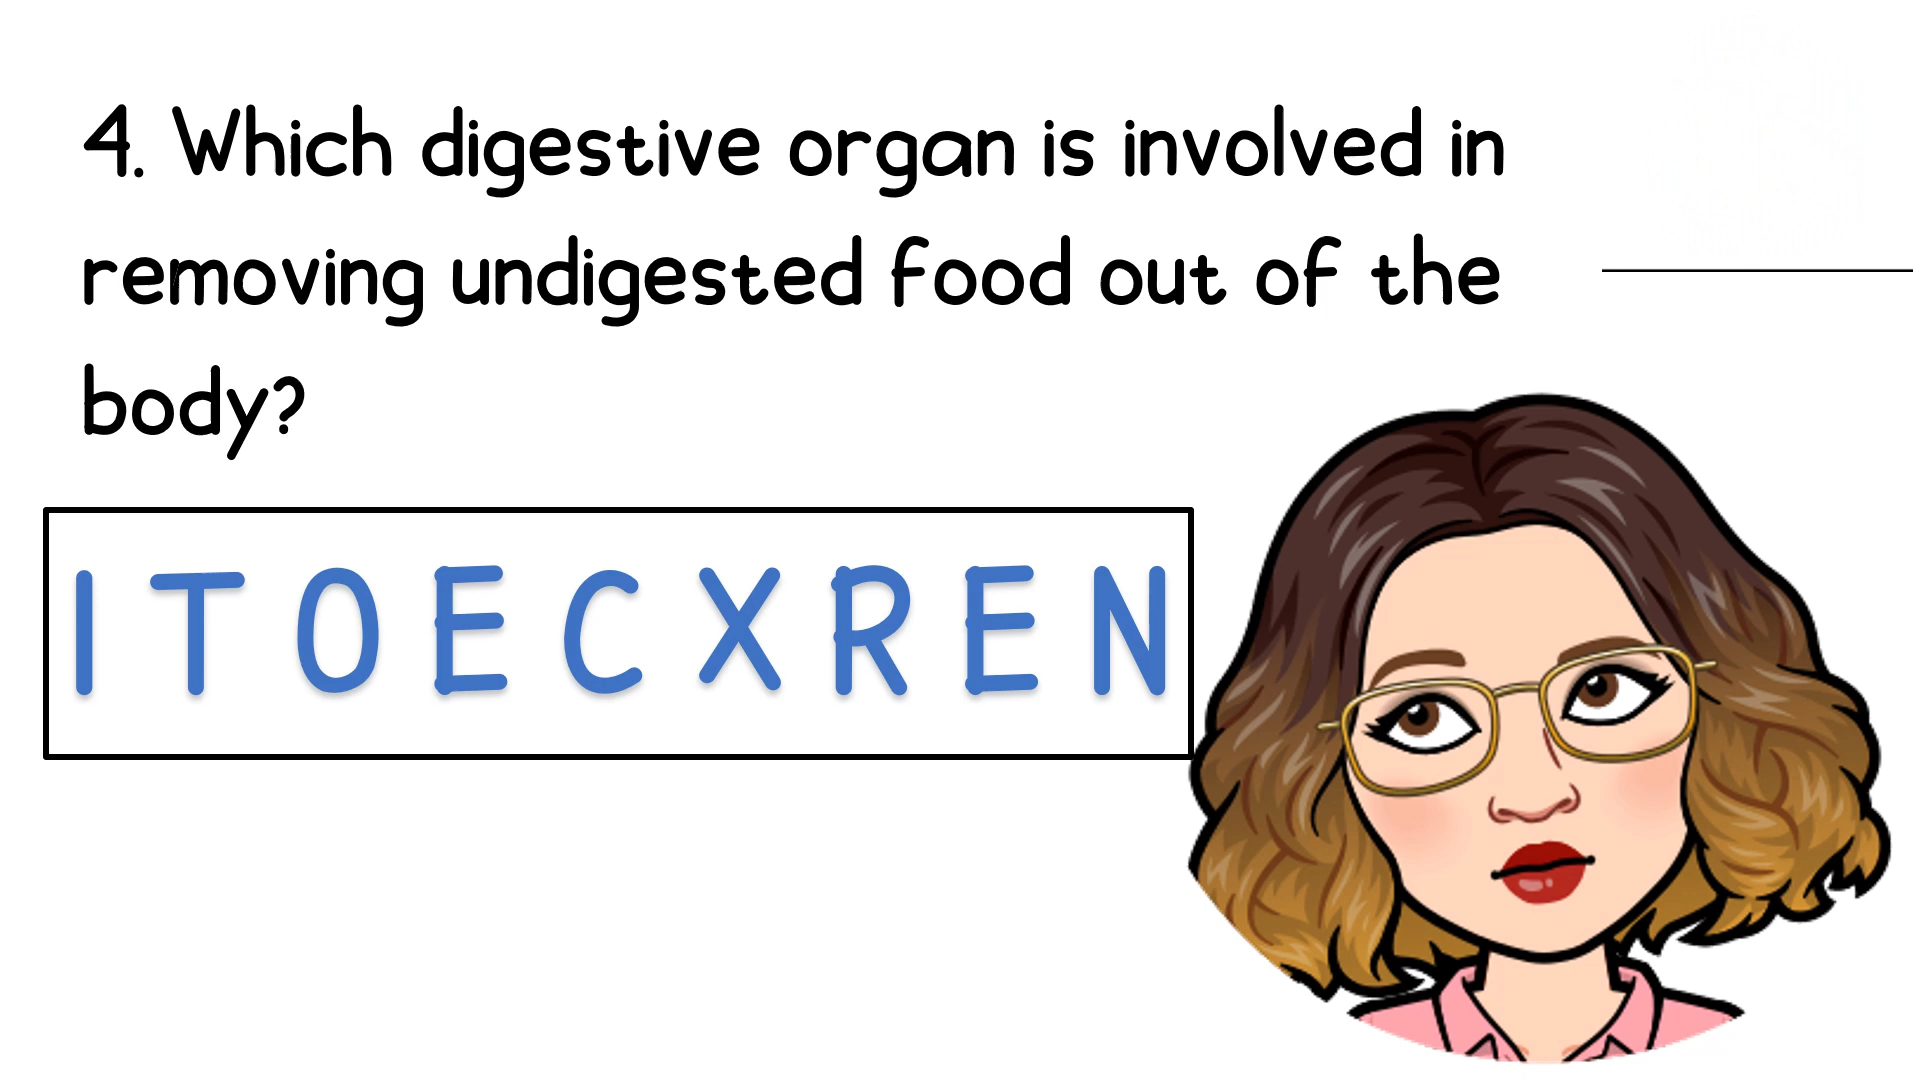 4. Which digestive organ is involved in
removing undigested food out of the
body?
I T O E C X R E N